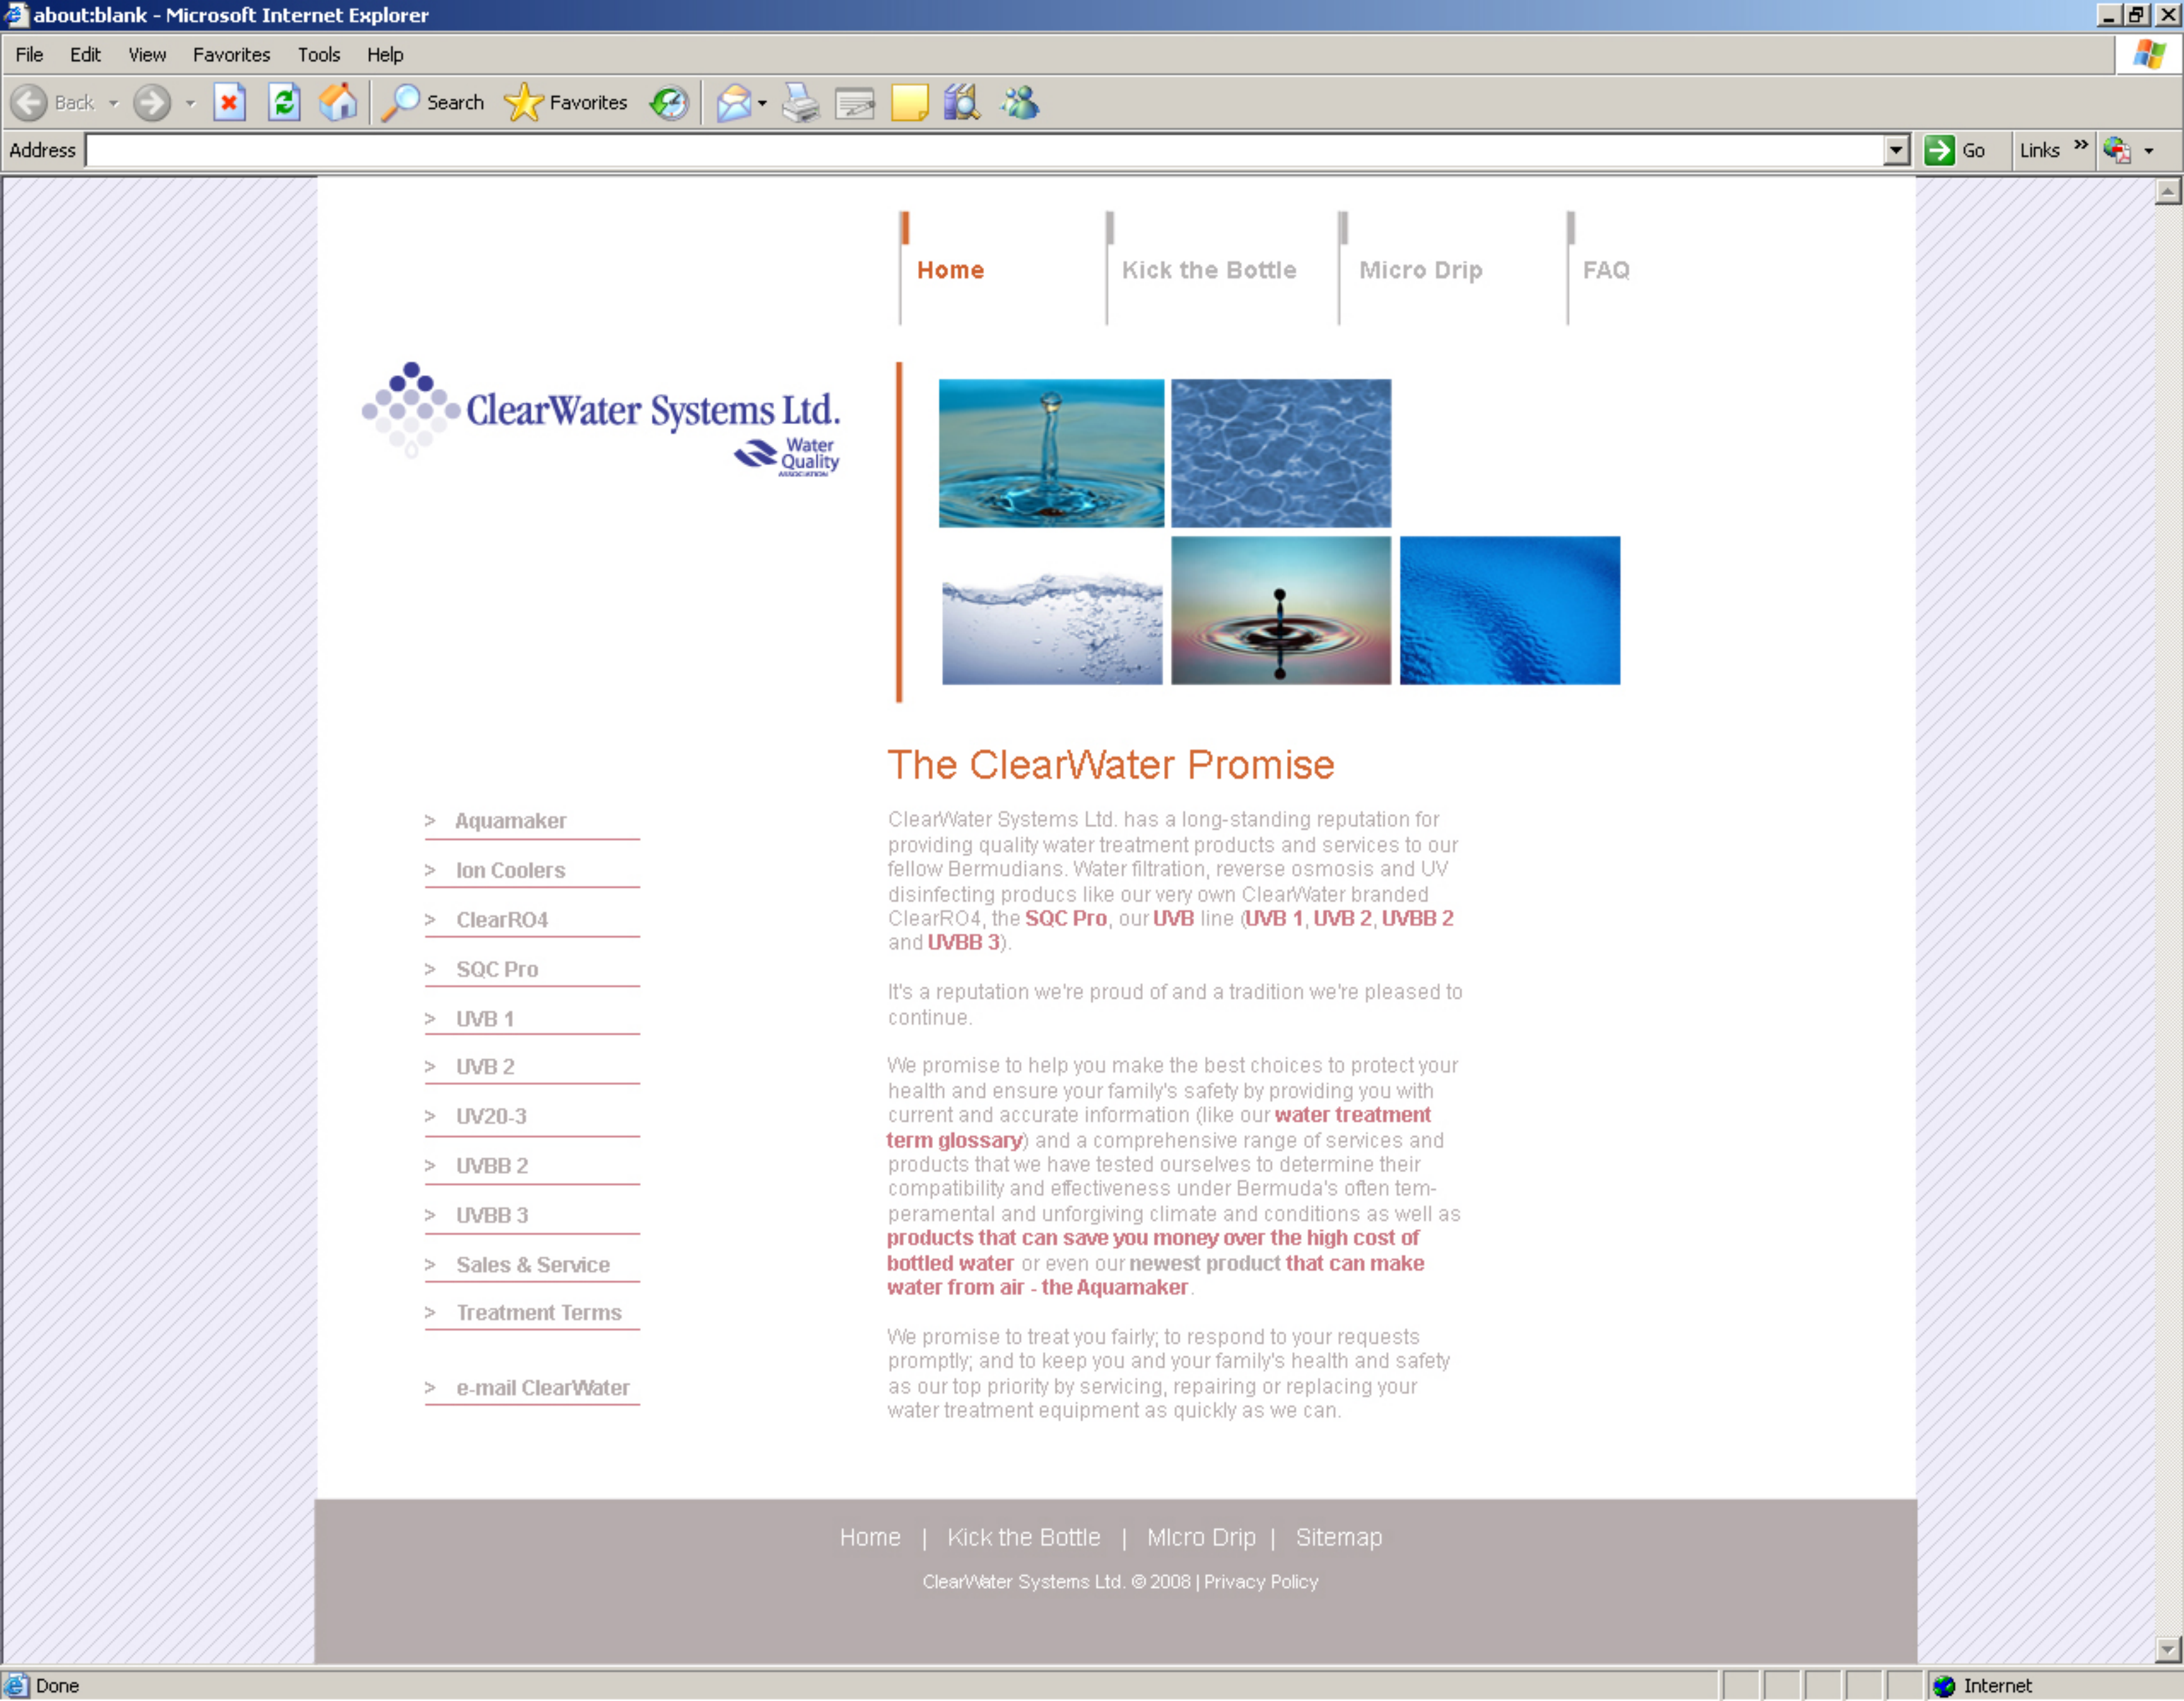 about:blank - Microsoft Internet Explorer
File Edit View Favorites Tools Help
Back Search Favorites
Address Go Links »
Home Kick the Bottle Micro Drip FAQ
ClearWater Systems Ltd.
Water
Quality
ASSOCIATION
The ClearWater Promise
> Aquamaker
> Ion Coolers
> ClearRO4
> SQC Pro
> UVB 1
> UVB 2
> UV20-3
> UVBB 2
> UVBB 3
> Sales & Service
> Treatment Terms
> e-mail ClearWater
ClearWater Systems Ltd. has a long-standing reputation for
providing quality water treatment products and services to our
fellow Bermudians. Water filtration, reverse osmosis and UV
disinfecting producs like our very own ClearWater branded
ClearRO4, the SQC Pro, our UVB line (UVB 1, UVB 2, UVBB 2
and UVBB 3).
It's a reputation we're proud of and a tradition we're pleased to
continue.
We promise to help you make the best choices to protect your
health and ensure your family's safety by providing you with
current and accurate information (like our water treatment
term glossary) and a comprehensive range of services and
products that we have tested ourselves to determine their
compatibility and effectiveness under Bermuda's often tem-
peramental and unforgiving climate and conditions as well as
products that can save you money over the high cost of
bottled water or even our newest product that can make
water from air - the Aquamaker.
We promise to treat you fairly; to respond to your requests
promptly; and to keep you and your family's health and safety
as our top priority by servicing, repairing or replacing your
water treatment equipment as quickly as we can.
Home | Kick the Bottle | MIcro Drip | Sitemap
ClearWater Systems Ltd. © 2008 | Privacy Policy
Done Internet